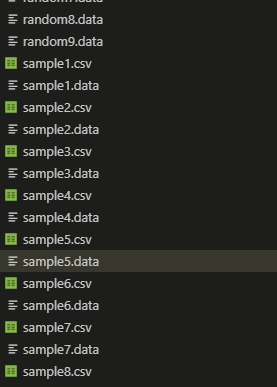 random8.data
random9.data
sample1.csv
sample1.data
sample2.csv
sample2.data
sample3.csv
sample3.data
sample4.csv
sample4.data
sample5.csv
sample5.data
sample6.csv
sample6.data
sample7.csv
sample7.data
sample8.csv